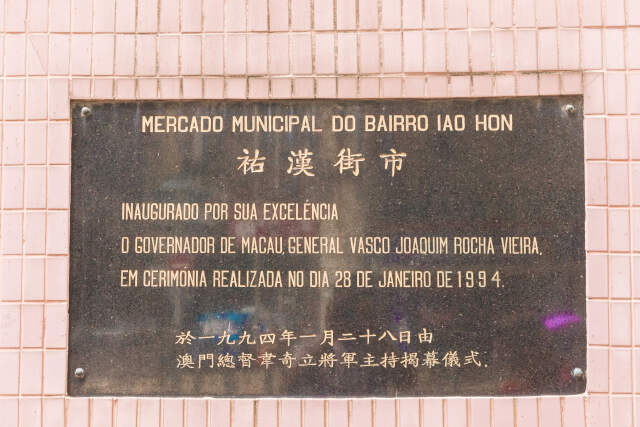 MERCADO MUNICIPAL DO BAIRRO IAO HON
祐漢街市
INAUGURADO POR SUA EXCELÊNCIA
O GOVERNADOR DE MACAU, GENERAL VASCO JOAQUIM ROCHA VIEIRA,
EM CERIMÓNIA REALIZADA NO DIA 28 DE JANEIRO DE 1994.
於一九九四年一月二十八日由
澳門總督韋奇立將軍主持揭幕儀式.